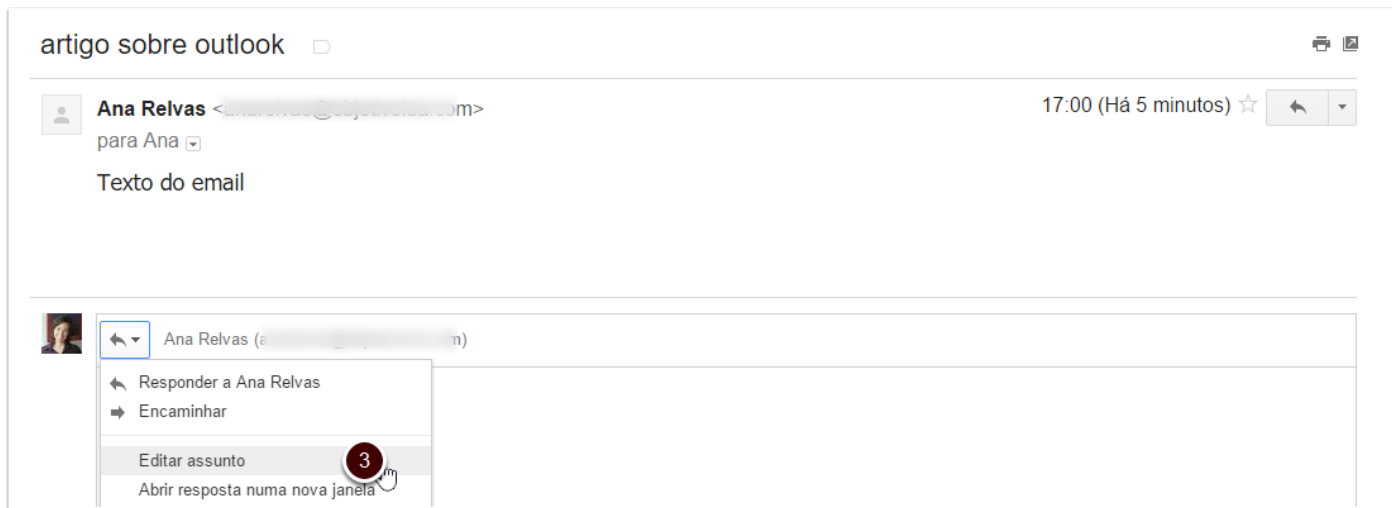 artigo sobre outlook
Ana Relvas < m>
17:00 (Há 5 minutos)
para Ana
Texto do email
Ana Relvas (a m)
Responder a Ana Relvas
Encaminhar
Editar assunto 3
Abrir resposta numa nova janela